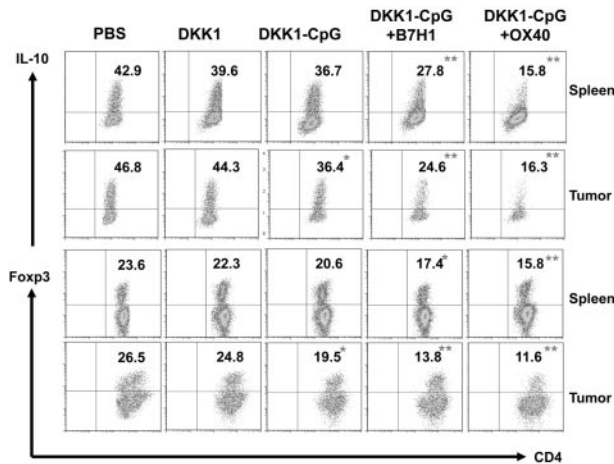 PBS DKK1 DKK1-CpG DKK1-CpG +B7H1 DKK1-CpG +OX40
IL-10
42.9 39.6 36.7 27.8** 15.8** Spleen
46.8 44.3 36.4* 24.6** 16.3** Tumor
Foxp3
23.6 22.3 20.6 17.4* 15.8** Spleen
26.5 24.8 19.5* 13.8** 11.6** Tumor
CD4